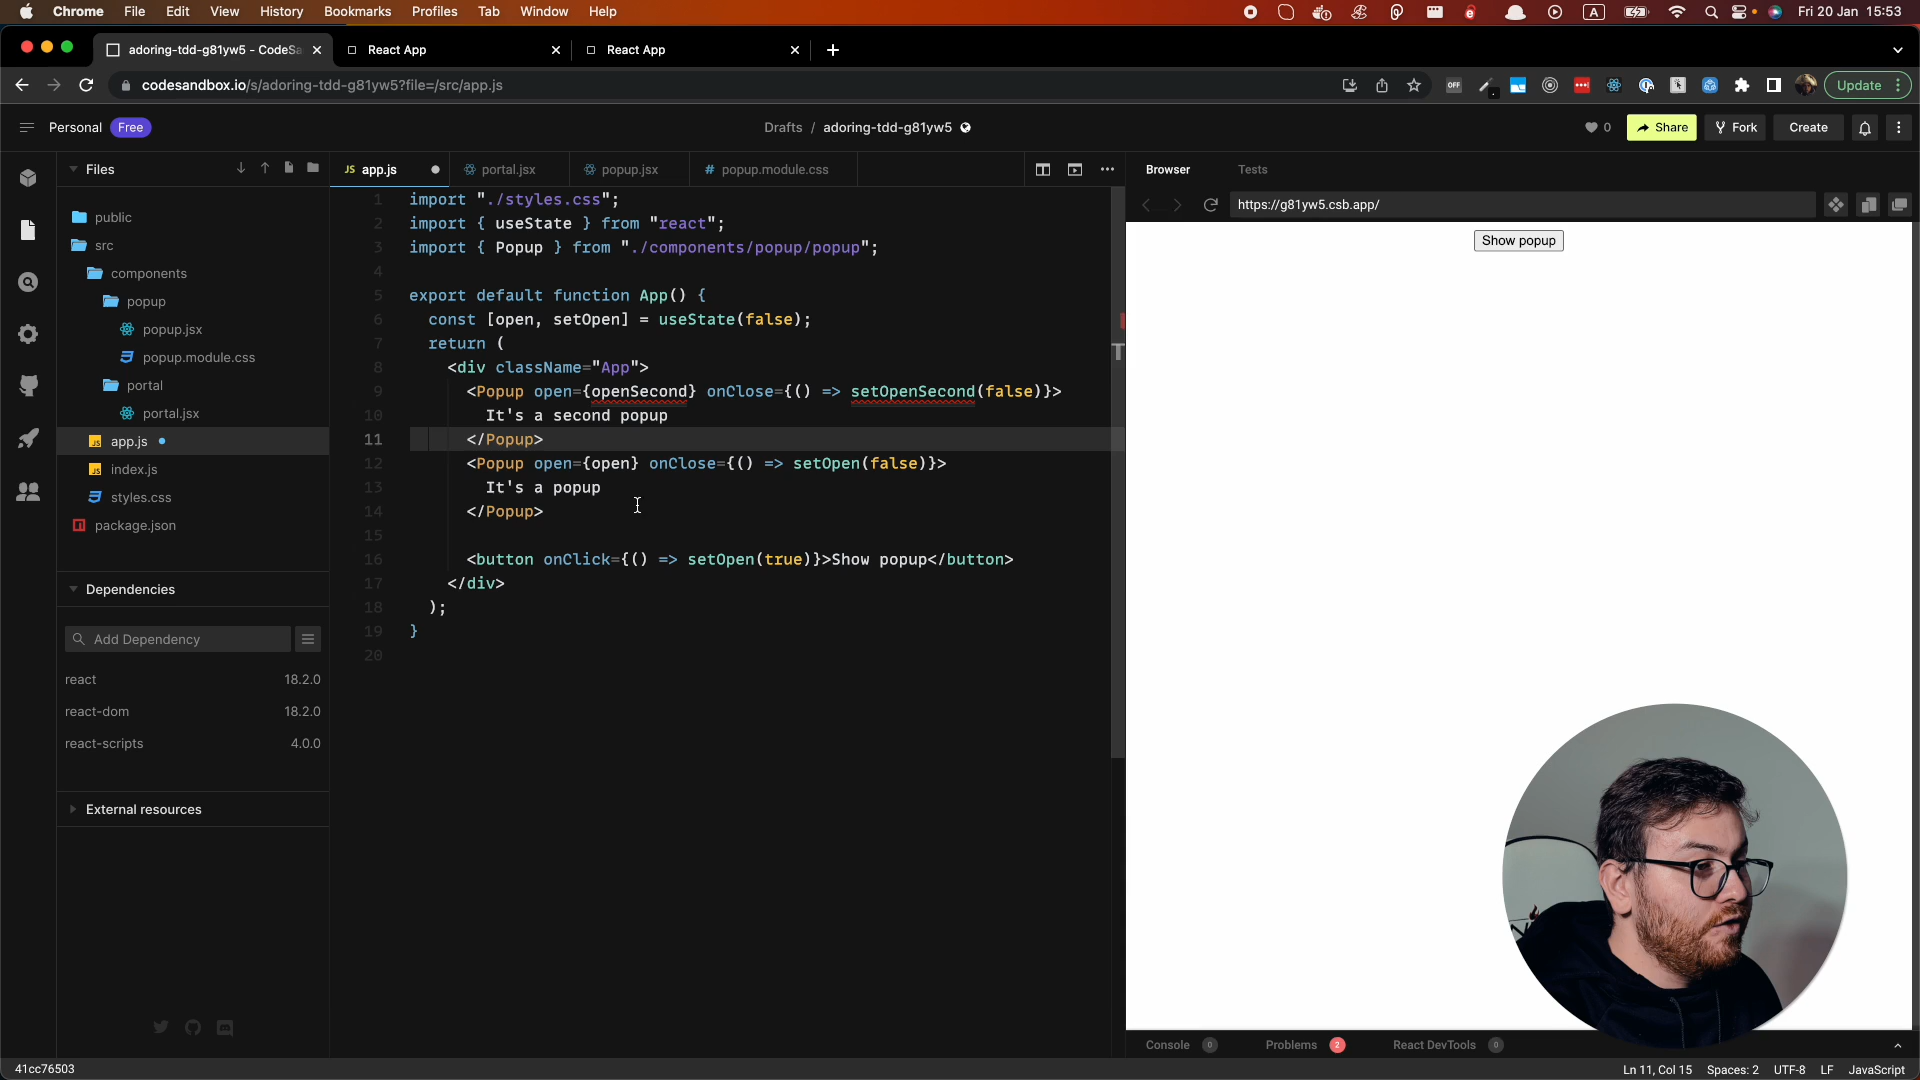 Chrome File Edit View History Bookmarks Profiles Tab Window Help
A
Fri 20 Jan 15:53
adoring-tdd-g81yw5 - CodeSa
React App
React App
codesandbox.io/s/adoring-tdd-g81yw5?file=/src/app.js
OFF
Update
Personal Free
Drafts / adoring-tdd-g81yw5
0
Share
Fork
Create
Files
public
src
components
popup
popup.jsx
popup.module.css
portal
portal.jsx
JS app.js
JS index.js
styles.css
package.json
Dependencies
Add Dependency
react 18.2.0
react-dom 18.2.0
react-scripts 4.0.0
External resources
JS app.js
portal.jsx
popup.jsx
# popup.module.css
1 import "./styles.css";
2 import { useState } from "react";
3 import { Popup } from "./components/popup/popup";
4
5 export default function App() {
6 const [open, setOpen] = useState(false);
7 return (
8 <div className="App">
9 <Popup open={openSecond} onClose={() => setOpenSecond(false)}>
10 It's a second popup
11 </Popup>
12 <Popup open={open} onClose={() => setOpen(false)}>
13 It's a popup
14 </Popup>
15
16 <button onClick={() => setOpen(true)}>Show popup</button>
17 </div>
18 );
19 }
20
Browser Tests
https://g81yw5.csb.app/
Show popup
Console 0 Problems 2 React DevTools 0
41cc76503
Ln 11, Col 15 Spaces: 2 UTF-8 LF JavaScript